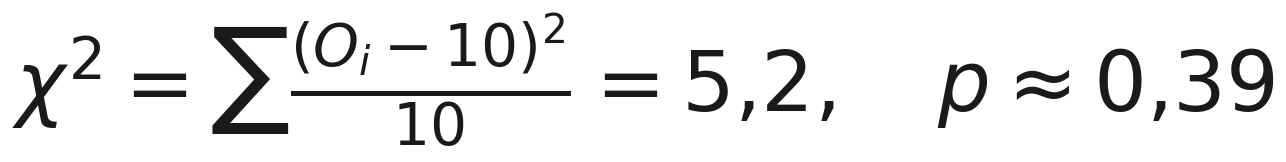 χ² = ∑ (Oᵢ − 10)² / 10 = 5,2,  p ≈ 0,39